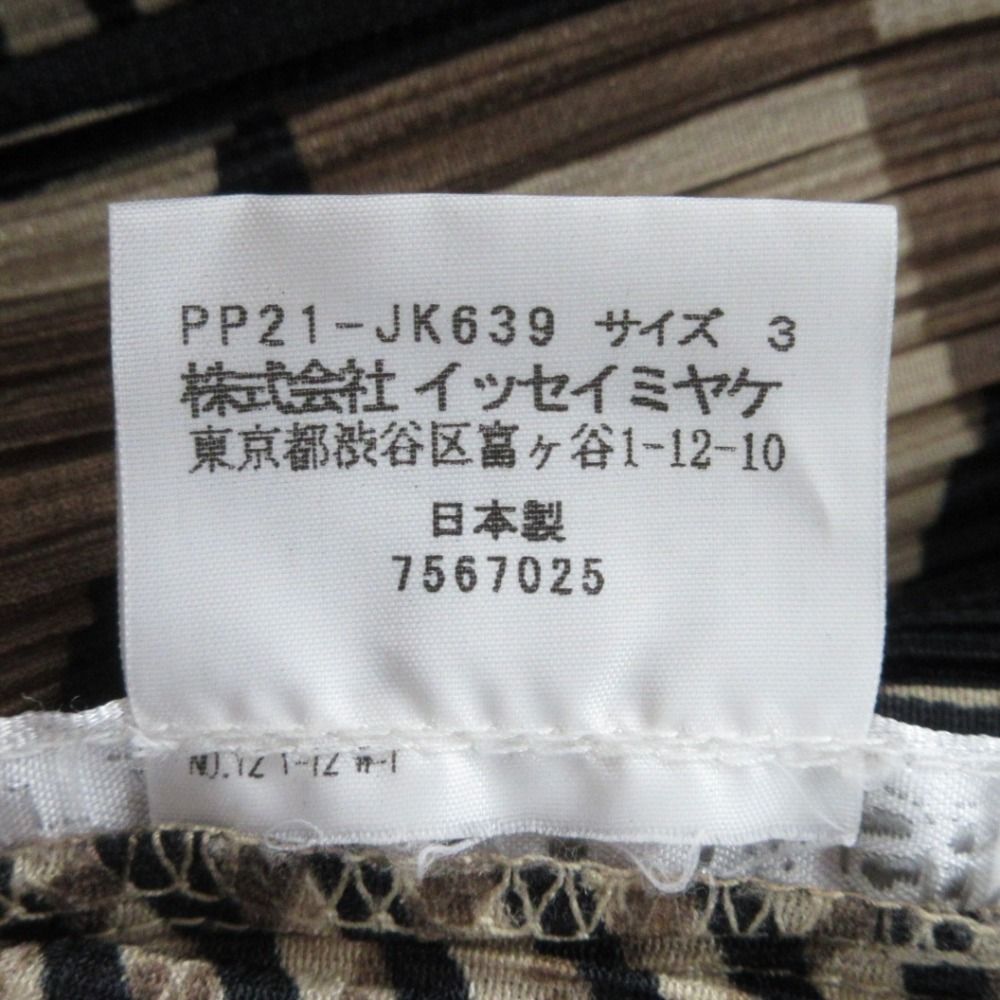 PP21-JK639 サイズ 3
株式会社 イッセイミヤケ
東京都渋谷区富ヶ谷1-12-10
日本製
7567025